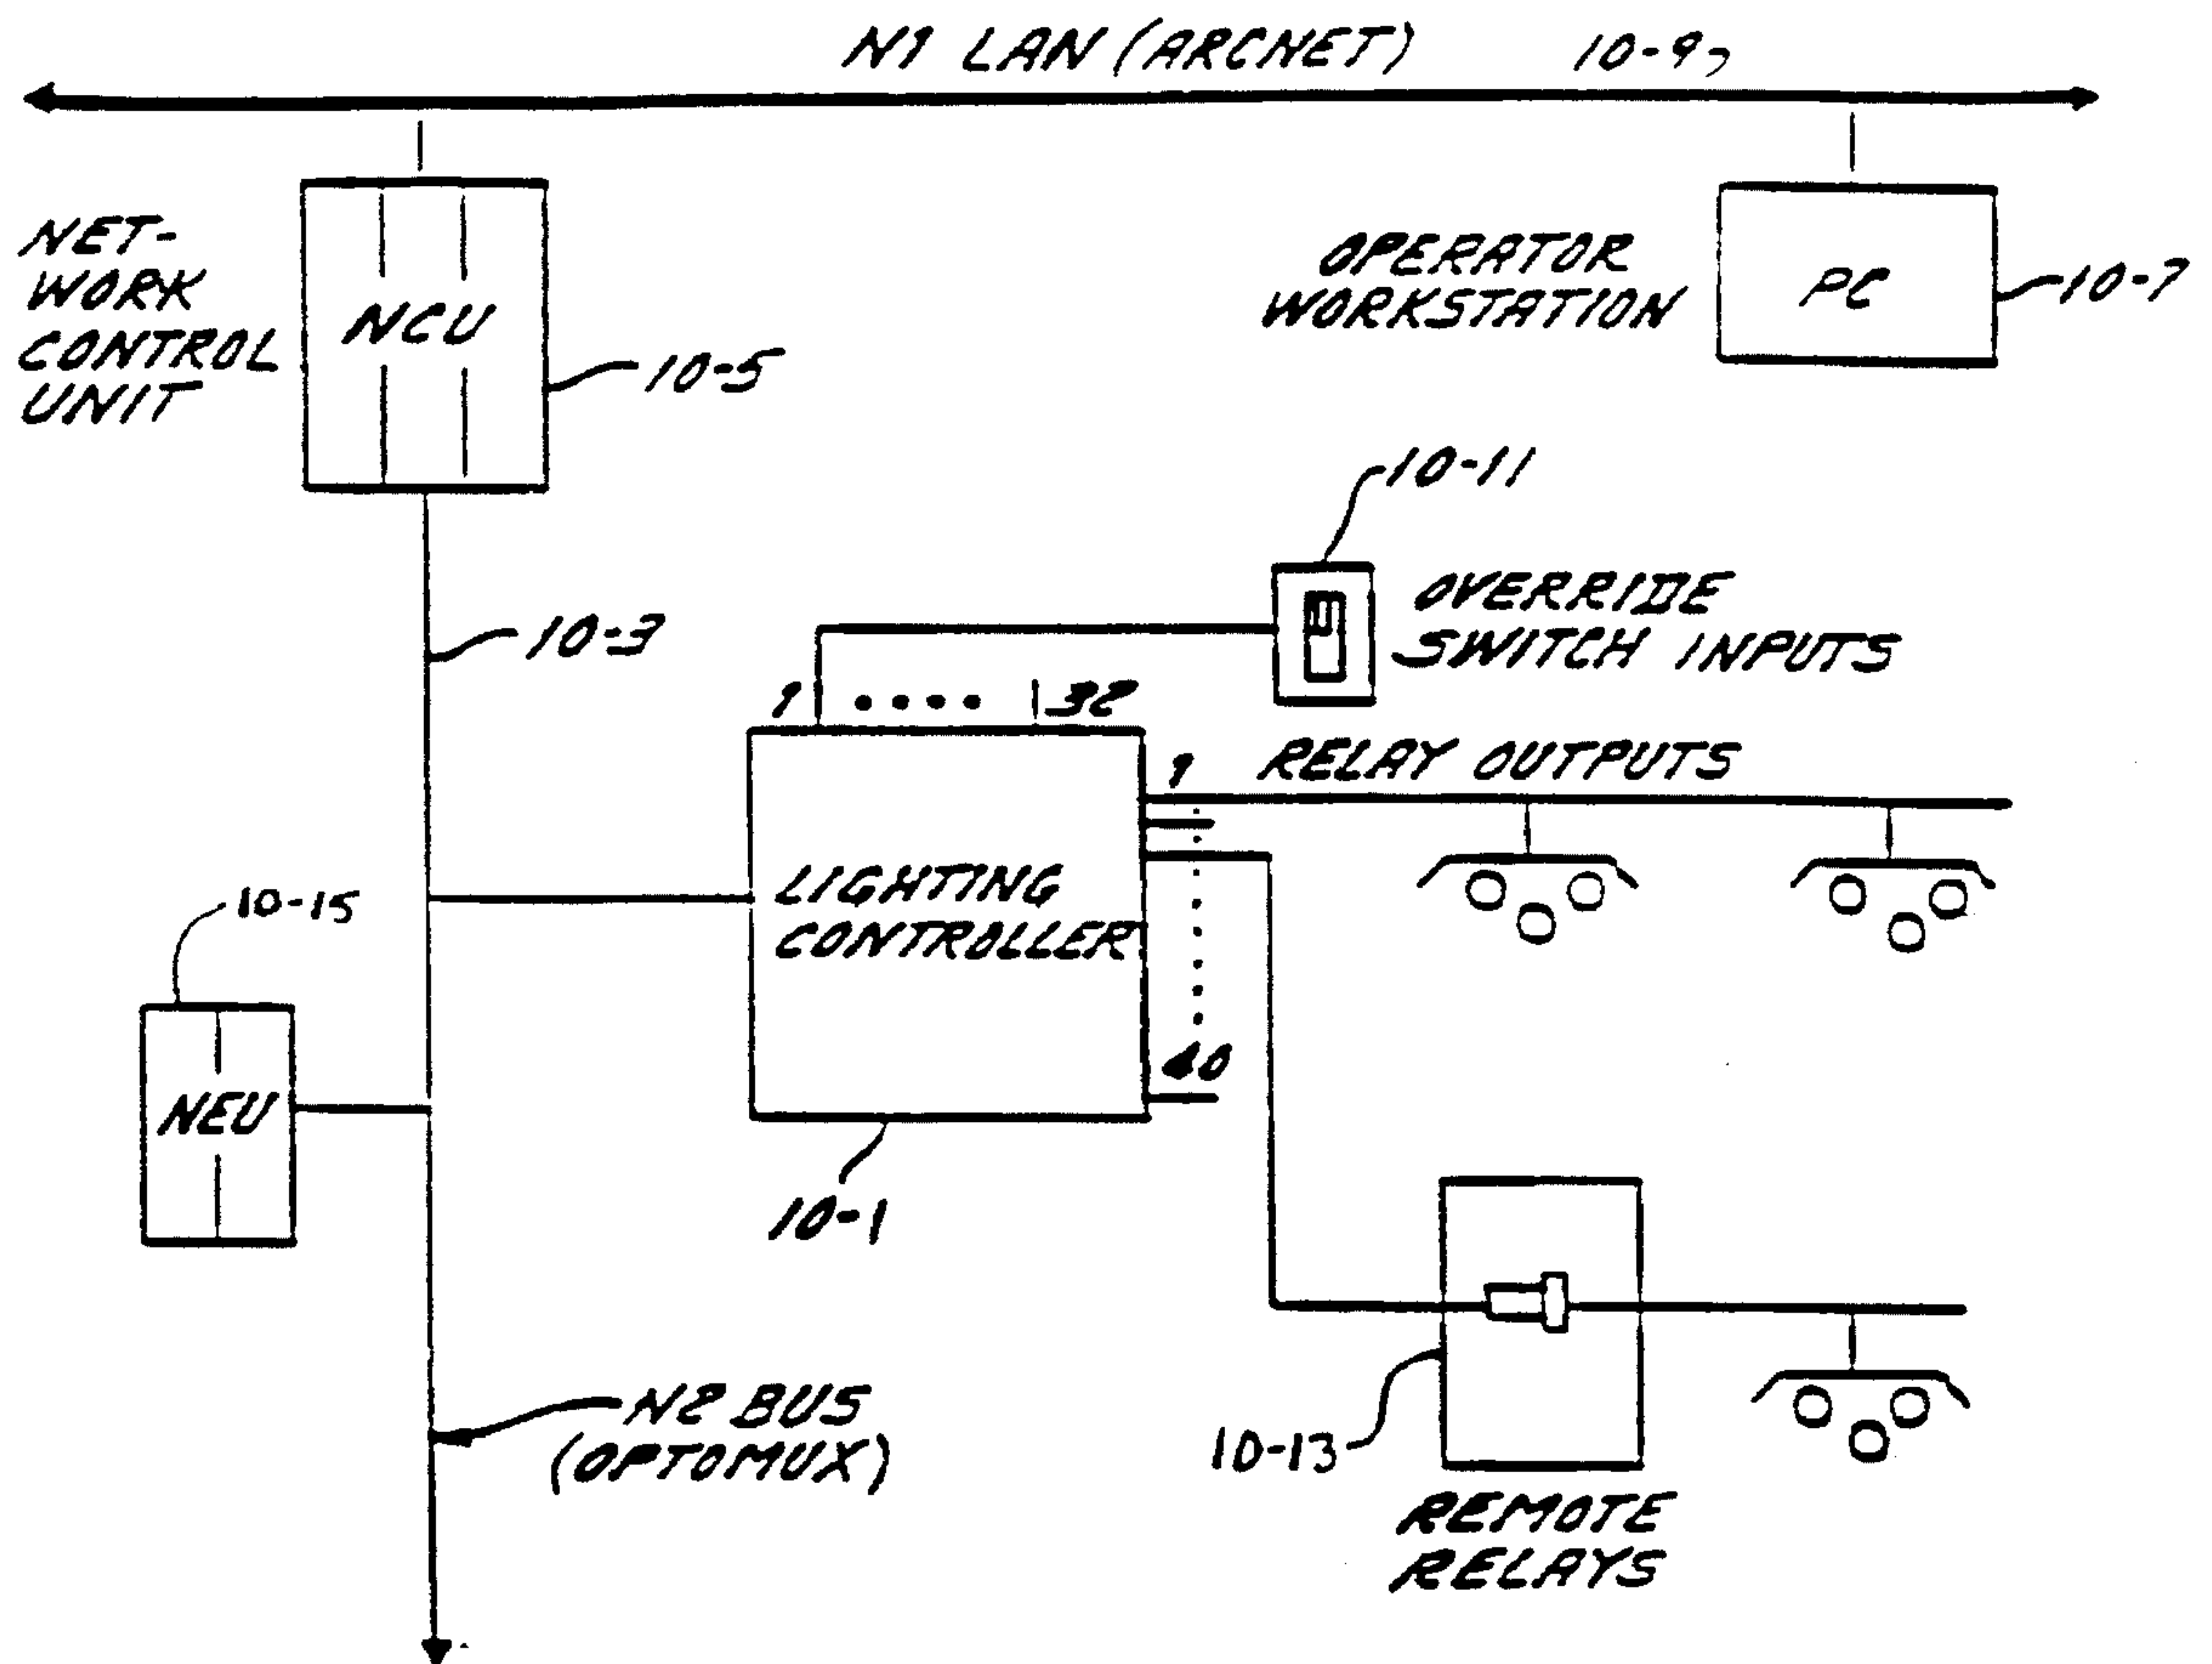 N1 LAN (ARCNET) 10-9
NET-
WORK
CONTROL
UNIT
NCU
10-5
OPERATOR
WORKSTATION
PC
10-7
10-11
10-3
OVERRIDE
SWITCH INPUTS
1 32
1 RELAY OUTPUTS
LIGHTING
CONTROLLER
10-15
NEU
40
10-1
N2 BUS
(OPTOMUX)
10-13
REMOTE
RELAYS